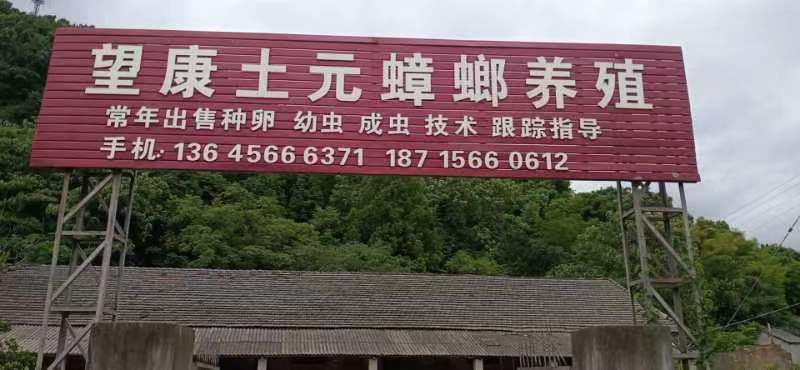 望康土元蟑螂养殖
常年出售种卵 幼虫 成虫 技术 跟踪指导
手机: 136 4566 6371 187 1566 0612